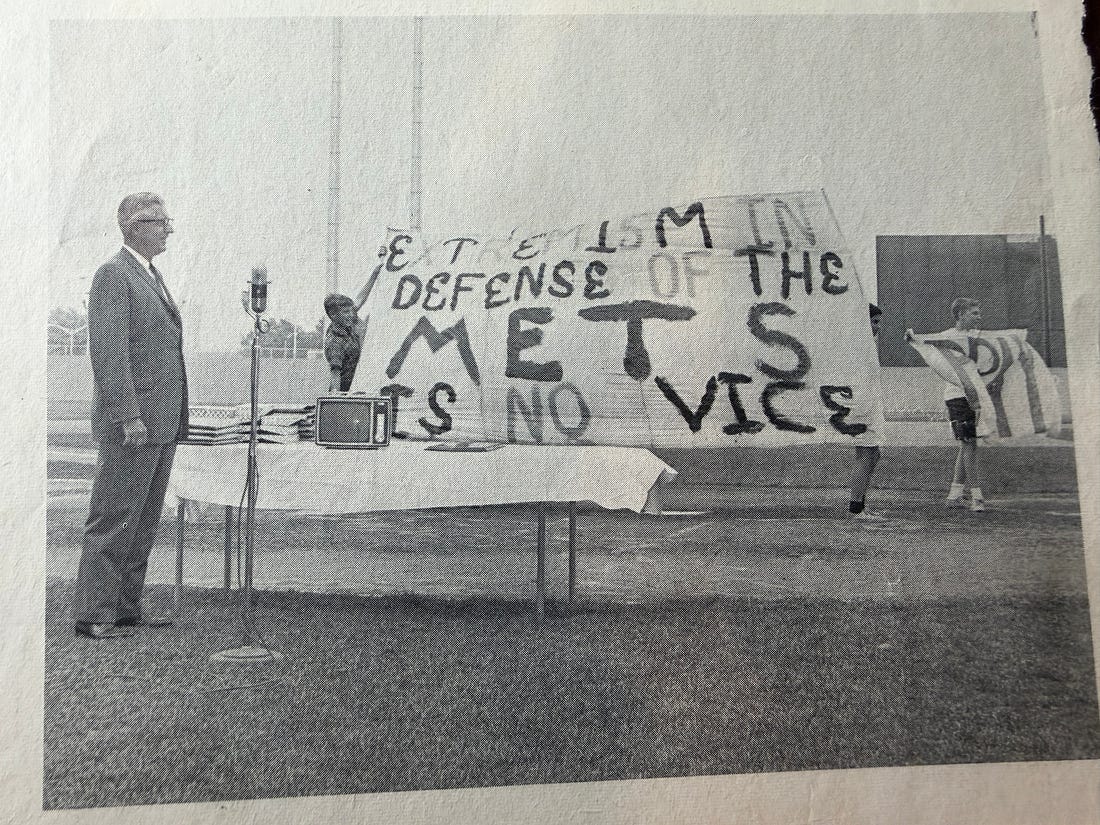 EXTREMISM IN
DEFENSE OF THE
METS
IS NO VICE